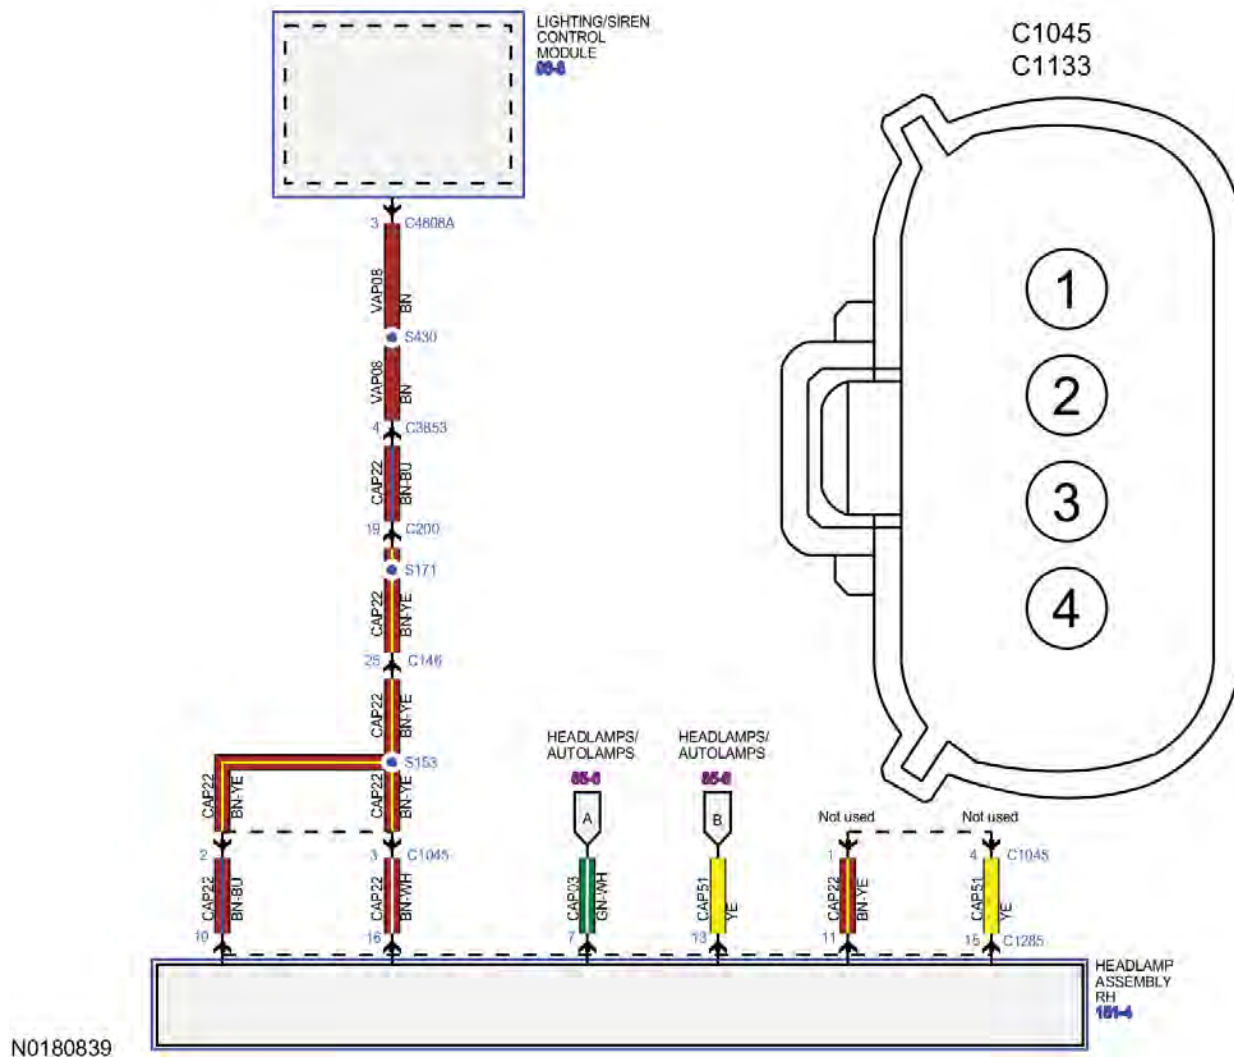 LIGHTING/SIREN
CONTROL
MODULE
C1045
C1133
3
C4808A
VAP08
BN
S430
VAP08
BN
4
C3853
CAP22
BN-BU
19
C200
S171
CAP22
BN-YE
25
C146
CAP22
BN-YE
S153
1
2
3
4
HEADLAMPS/
AUTOLAMPS
HEADLAMPS/
AUTOLAMPS
A
B
CAP22
BN-YE
CAP22
BN-YE
Not used
Not used
2
3
C1045
1
4
C1045
CAP22
BN-BU
CAP22
BN-WH
CAP03
GN-WH
CAP51
YE
CAP22
BN-YE
CAP51
YE
10
16
7
13
11
15
C1285
HEADLAMP
ASSEMBLY
RH
151-4
N0180839